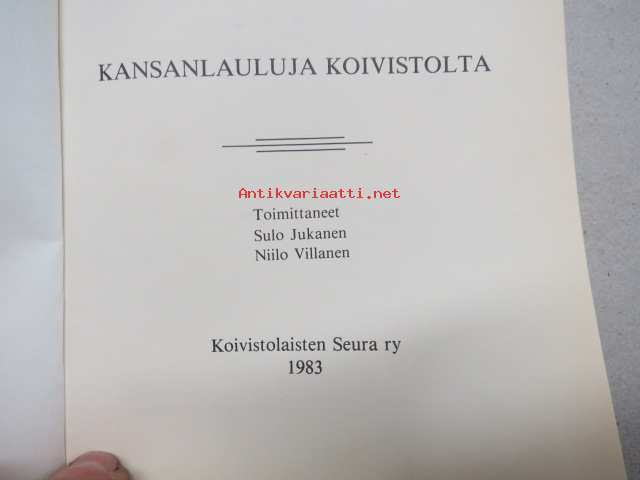 KANSANLAULUJA KOIVISTOLTA
Antikvariaatti.net
Toimittaneet
Sulo Jukanen
Niilo Villanen
Koivistolaisten Seura ry
1983